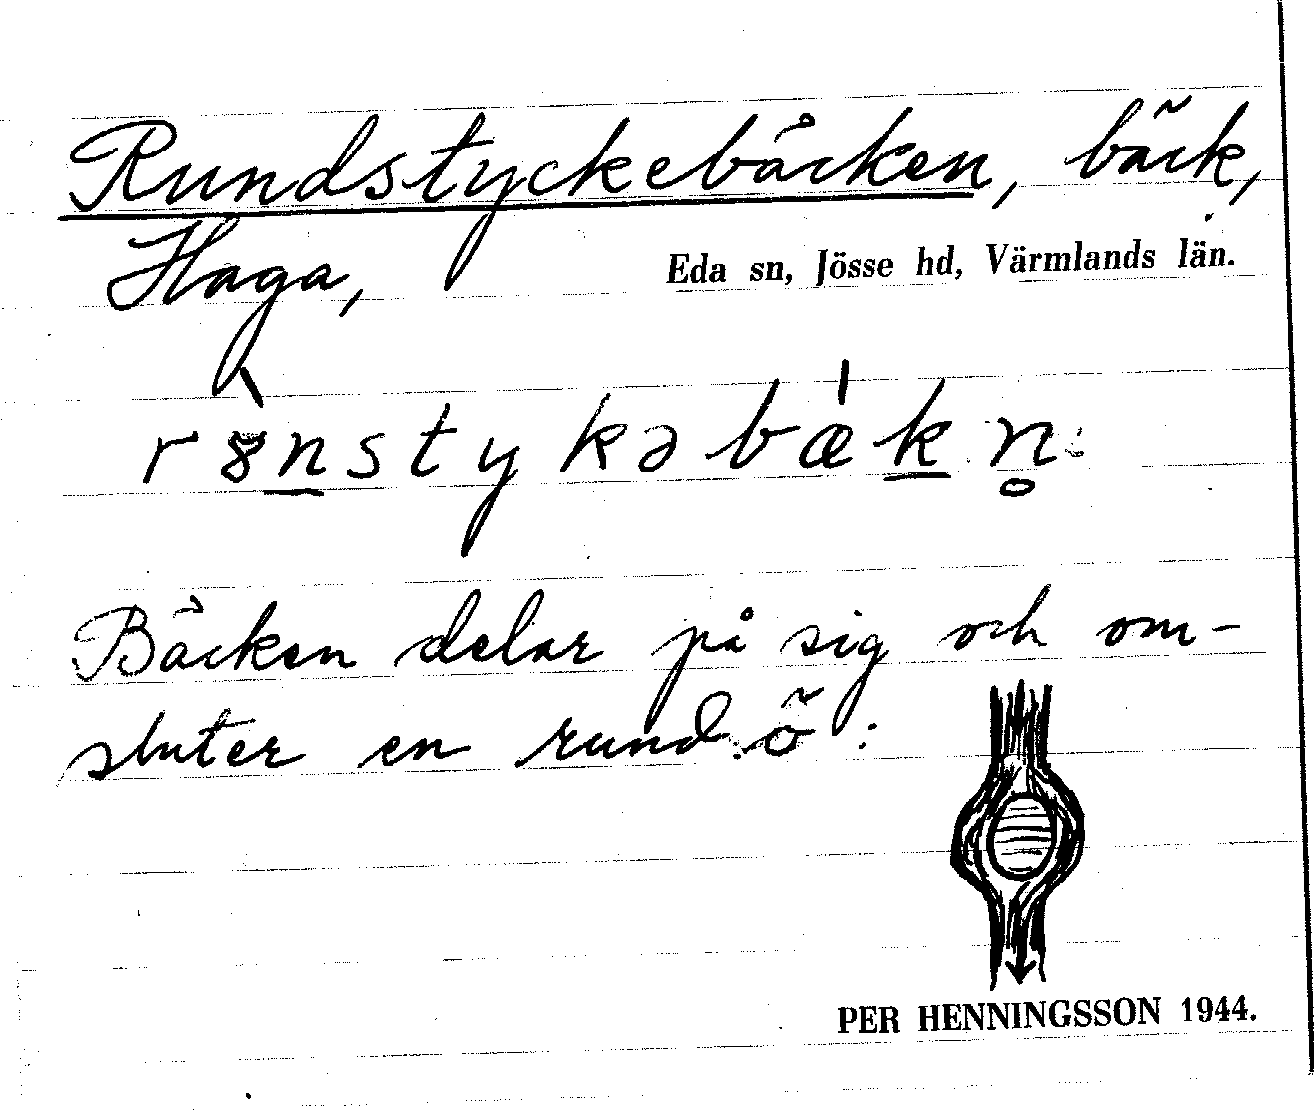 Rundstyckebäcken, bäck,
Haga,
Eda sn, Jösse hd, Värmlands län.
Bäcken delar på sig och om-
sluter en rund ö:
PER HENNINGSSON 1944.